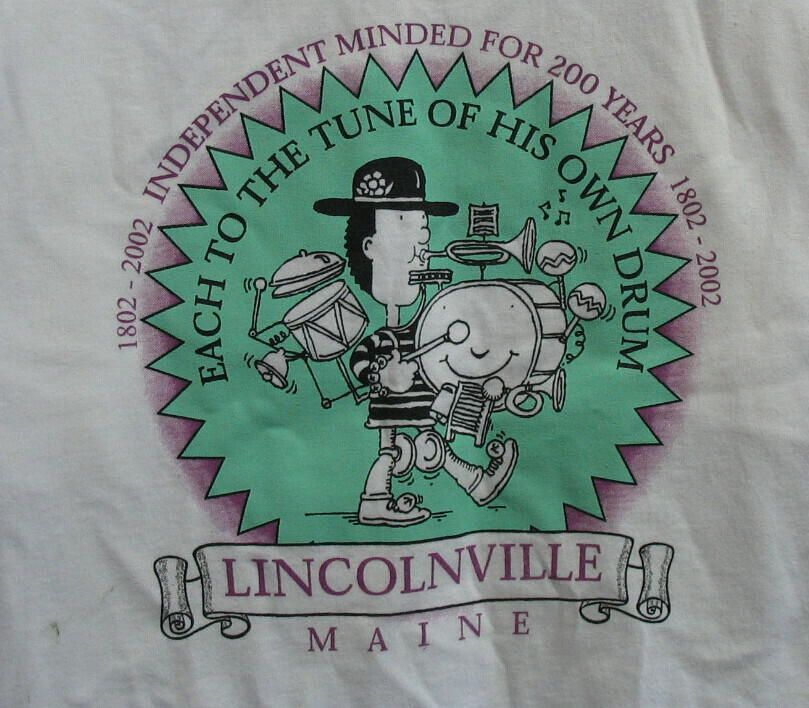 1802 - 2002 INDEPENDENT MINDED FOR 200 YEARS 1802 - 2002
EACH TO THE TUNE OF HIS OWN DRUM
LINCOLNVILLE
MAINE